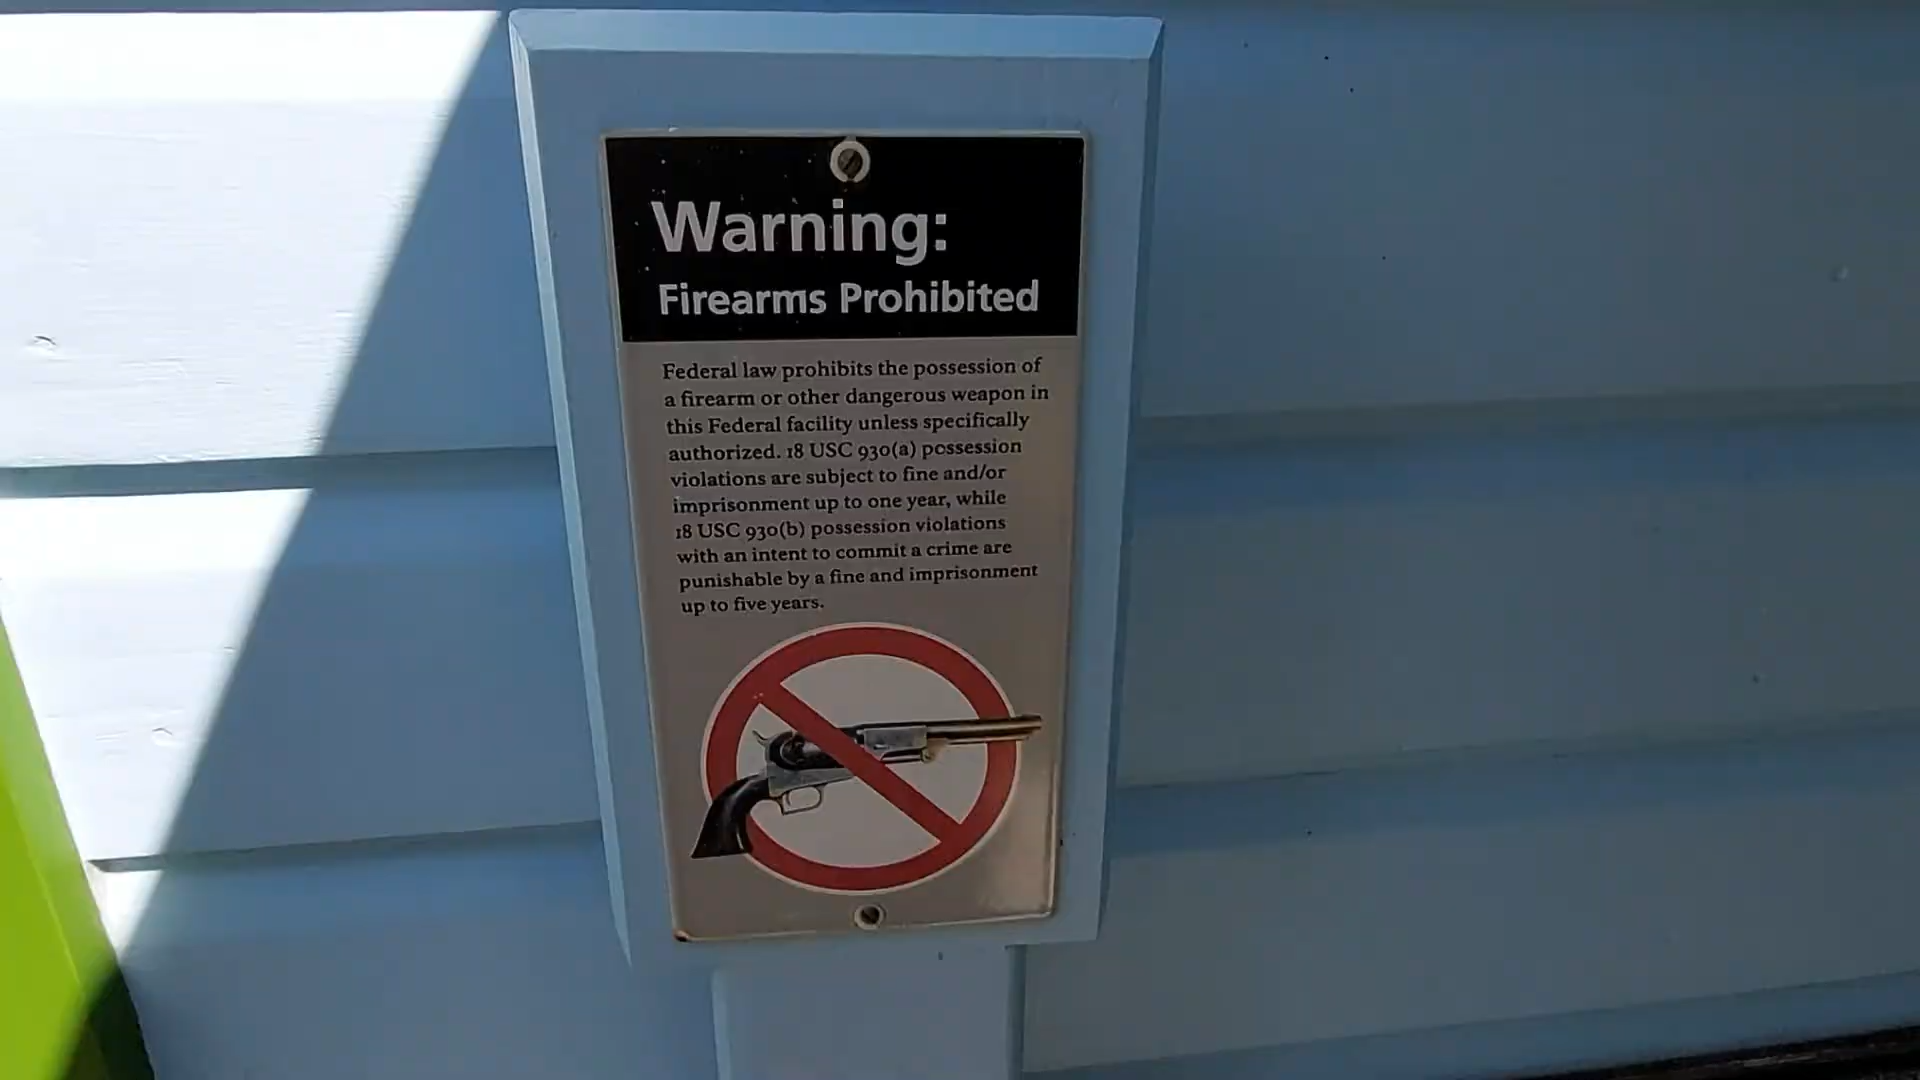 Warning:
Firearms Prohibited
Federal law prohibits the possession of
a firearm or other dangerous weapon in
this Federal facility unless specifically
authorized. 18 USC 930(a) possession
violations are subject to fine and/or
imprisonment up to one year, while
18 USC 930(b) possession violations
with an intent to commit a crime are
punishable by a fine and imprisonment
up to five years.